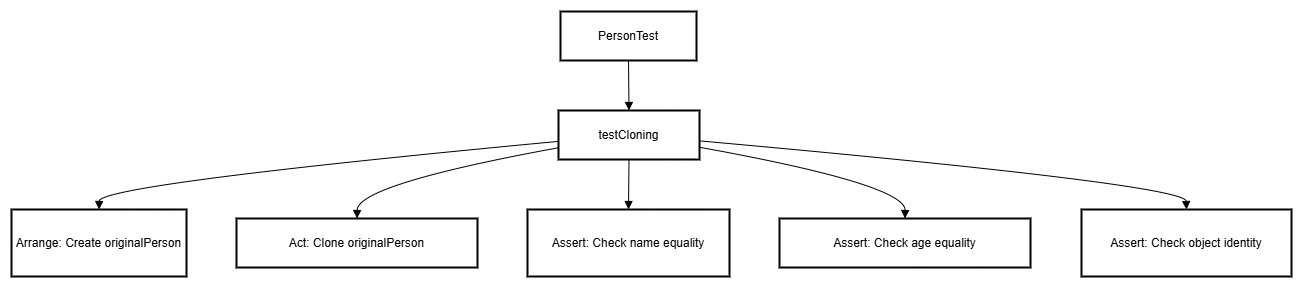 PersonTest
testCloning
Arrange: Create originalPerson
Act: Clone originalPerson
Assert: Check name equality
Assert: Check age equality
Assert: Check object identity